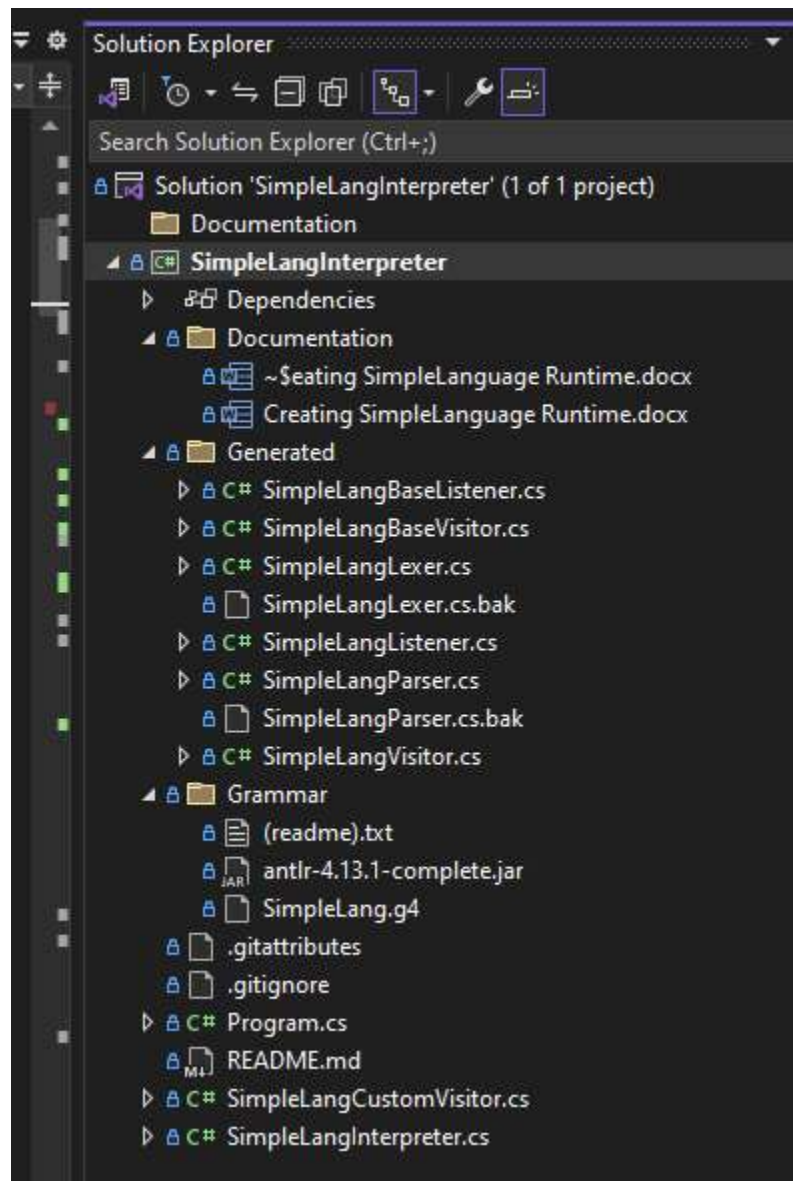 Solution Explorer
Search Solution Explorer (Ctrl+;)
Solution 'SimpleLangInterpreter' (1 of 1 project)
Documentation
C# SimpleLangInterpreter
Dependencies
Documentation
~$eating SimpleLanguage Runtime.docx
Creating SimpleLanguage Runtime.docx
Generated
C# SimpleLangBaseListener.cs
C# SimpleLangBaseVisitor.cs
C# SimpleLangLexer.cs
SimpleLangLexer.cs.bak
C# SimpleLangListener.cs
C# SimpleLangParser.cs
SimpleLangParser.cs.bak
C# SimpleLangVisitor.cs
Grammar
(readme).txt
JAR antlr-4.13.1-complete.jar
SimpleLang.g4
.gitattributes
.gitignore
C# Program.cs
M↓ README.md
C# SimpleLangCustomVisitor.cs
C# SimpleLangInterpreter.cs